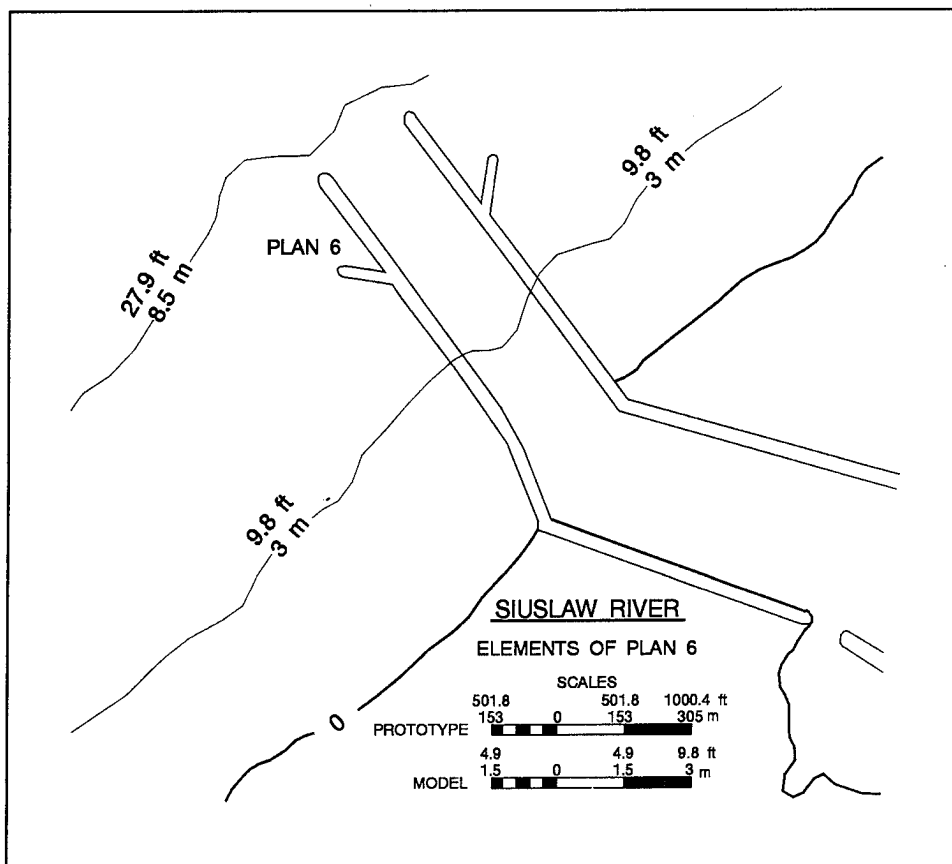 9.8 ft
3 m
PLAN 6
27.9 ft
8.5 m
9.8 ft
3 m
0
SIUSLAW RIVER
ELEMENTS OF PLAN 6
SCALES
501.8 501.8 1000.4 ft
153 0 153 305 m
PROTOTYPE
4.9 4.9 9.8 ft
1.5 0 1.5 3 m
MODEL